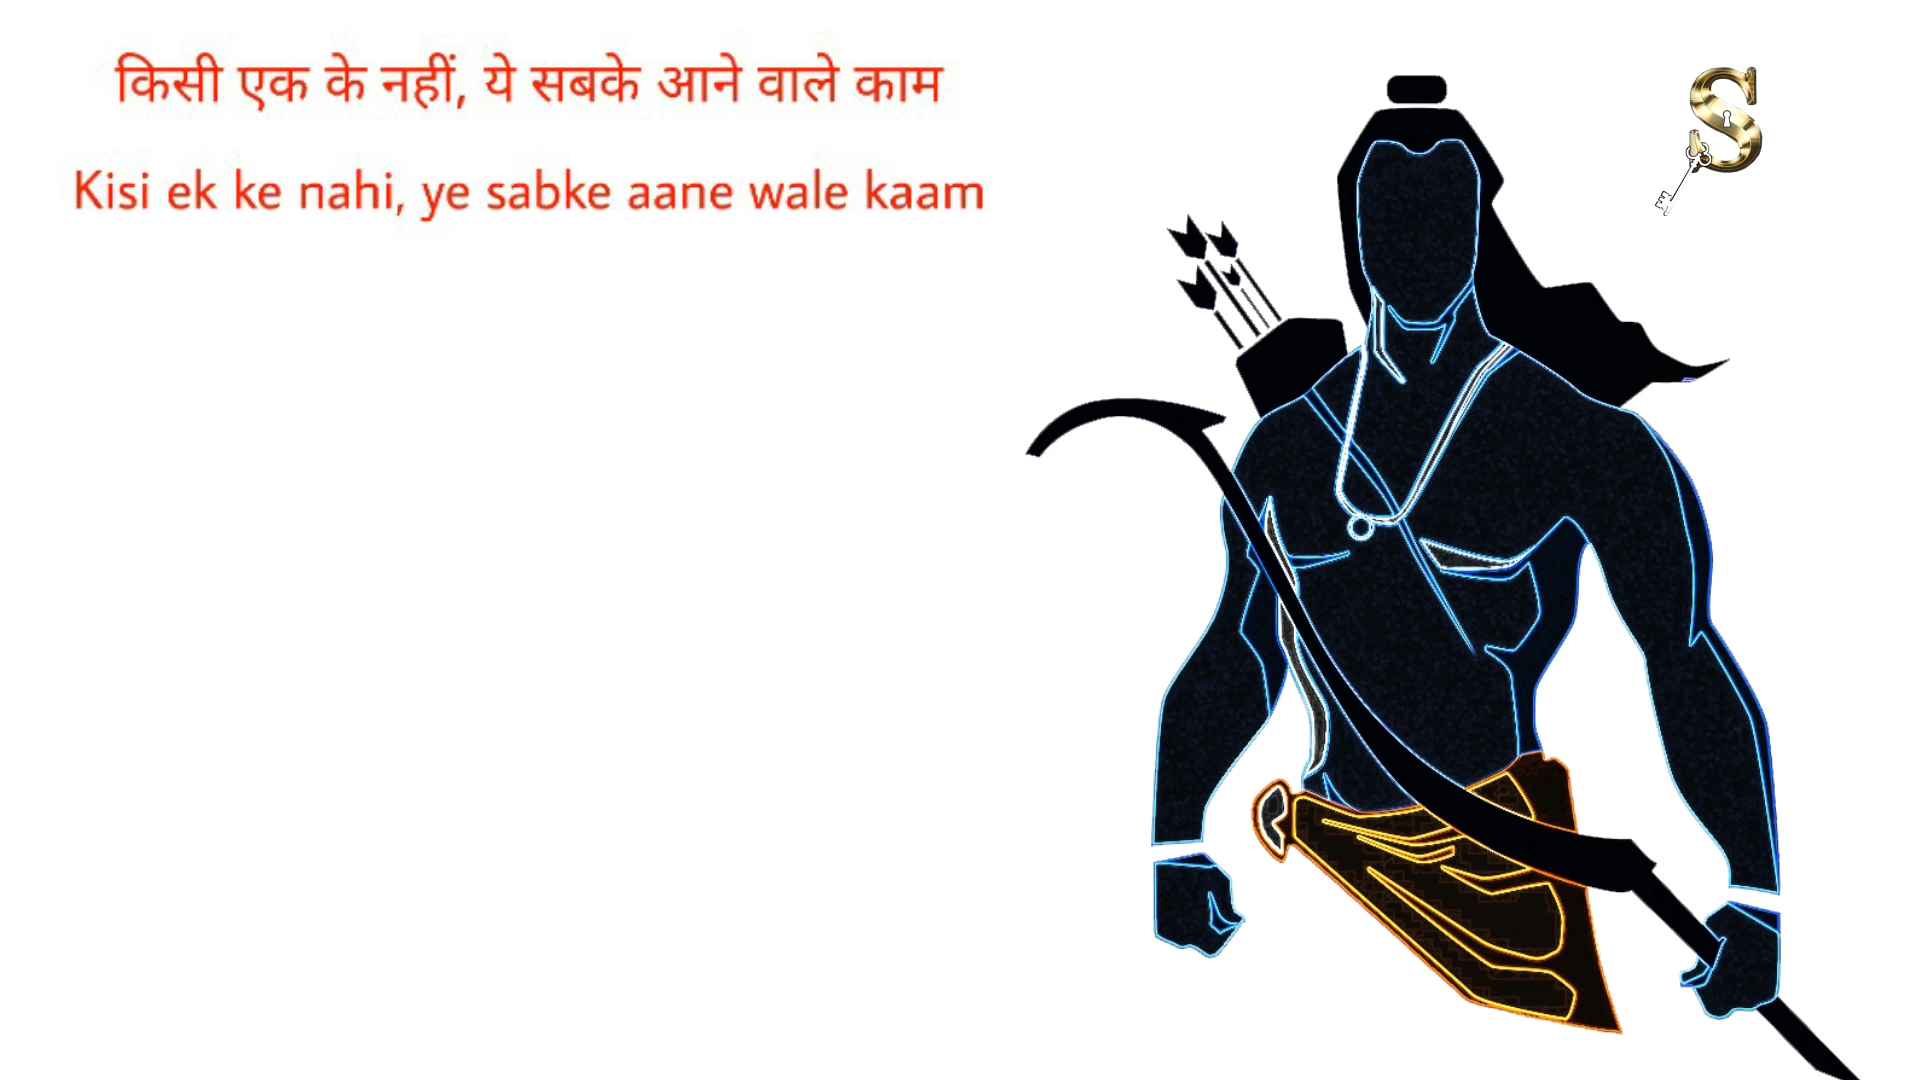 किसी एक के नहीं, ये सबके आने वाले काम
Kisi ek ke nahi, ye sabke aane wale kaam
S